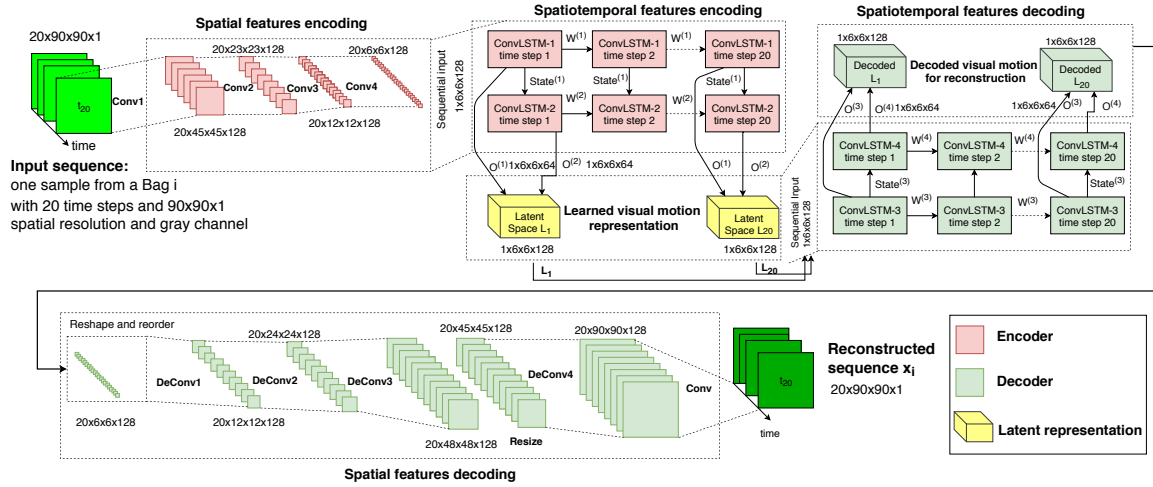 Spatial features encoding
20x90x90x1
t20
time
Conv1
20x23x23x128
20x6x6x128
Conv2
Conv3
Conv4
20x45x45x128
20x12x12x128
Input sequence:
one sample from a Bag i
with 20 time steps and 90x90x1
spatial resolution and gray channel
Spatiotemporal features encoding
Sequential input
1x6x6x128
ConvLSTM-1
time step 1
W(1)
ConvLSTM-1
time step 2
W(1)
ConvLSTM-1
time step 20
State(1)
State(1)
ConvLSTM-2
time step 1
W(2)
ConvLSTM-2
time step 2
W(2)
ConvLSTM-2
time step 20
O(1)
1x6x6x64
O(2)
1x6x6x64
O(1)
O(2)
Latent
Space L1
Learned visual motion
representation
Latent
Space L20
1x6x6x128
1x6x6x128
L1
L20
Spatiotemporal features decoding
1x6x6x128
1x6x6x128
Decoded
L1
Decoded visual motion
for reconstruction
Decoded
L20
O(3)
O(4)
1x6x6x64
1x6x6x64
O(3)
O(4)
Sequential Input
1x6x6x128
ConvLSTM-4
time step 1
W(4)
ConvLSTM-4
time step 2
W(4)
ConvLSTM-4
time step 20
State(3)
State(3)
ConvLSTM-3
time step 1
W(3)
ConvLSTM-3
time step 2
W(3)
ConvLSTM-3
time step 20
Reshape and reorder
20x6x6x128
DeConv1
20x12x12x128
20x24x24x128
DeConv2
DeConv3
20x48x48x128
20x45x45x128
Resize
DeConv4
20x90x90x128
Conv
t20
time
Reconstructed
sequence xi
20x90x90x1
Spatial features decoding
Encoder
Decoder
Latent representation